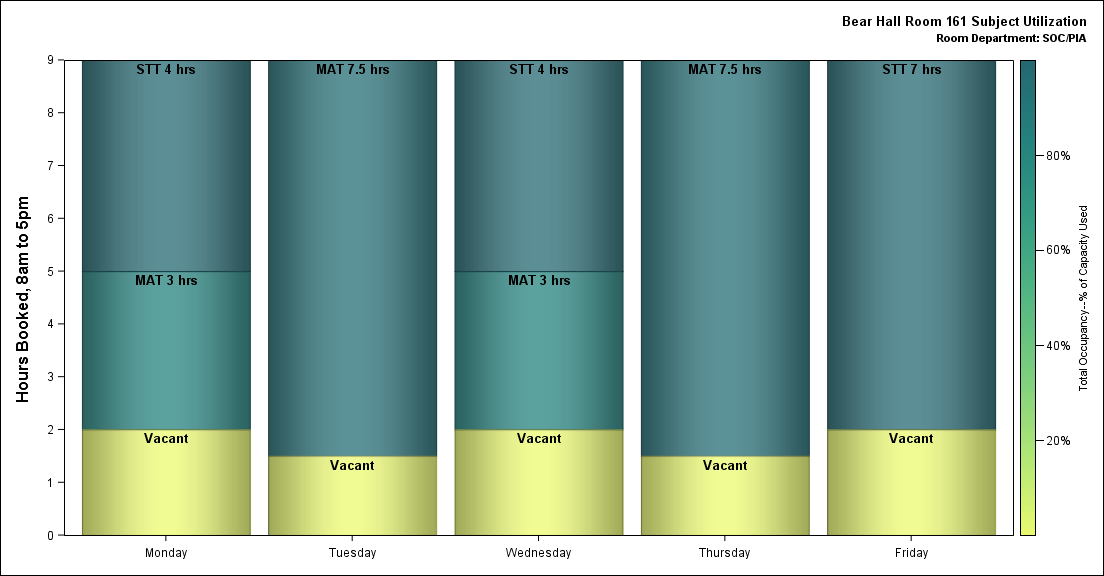 Bear Hall Room 161 Subject Utilization
Room Department: SOC/PIA
Hours Booked, 8am to 5pm
9
8
7
6
5
4
3
2
1
0
STT 4 hrs
MAT 7.5 hrs
STT 4 hrs
MAT 7.5 hrs
STT 7 hrs
MAT 3 hrs
MAT 3 hrs
Vacant
Vacant
Vacant
Vacant
Vacant
Monday
Tuesday
Wednesday
Thursday
Friday
80%
60%
40%
20%
Total Occupancy--% of Capacity Used